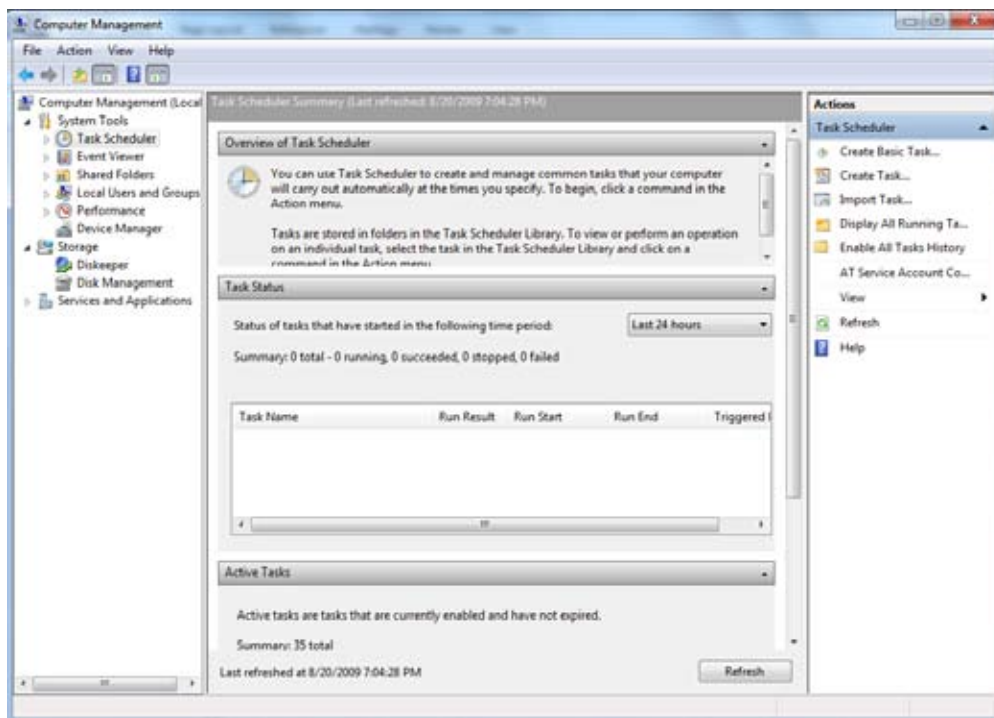 Computer Management
File Action View Help
Computer Management (Local
System Tools
Task Scheduler
Event Viewer
Shared Folders
Local Users and Groups
Performance
Device Manager
Storage
Diskeeper
Disk Management
Services and Applications
Task Scheduler Summary (Last refreshed: 8/20/2009 7:04:28 PM)
Overview of Task Scheduler
You can use Task Scheduler to create and manage common tasks that your computer
will carry out automatically at the times you specify. To begin, click a command in the
Action menu.
Tasks are stored in folders in the Task Scheduler Library. To view or perform an operation
on an individual task, select the task in the Task Scheduler Library and click on a
command in the Action menu.
Task Status
Status of tasks that have started in the following time period:
Last 24 hours
Summary: 0 total - 0 running, 0 succeeded, 0 stopped, 0 failed
Task Name Run Result Run Start Run End Triggered
Active Tasks
Active tasks are tasks that are currently enabled and have not expired.
Summary: 35 total
Last refreshed at 8/20/2009 7:04:28 PM
Refresh
Actions
Task Scheduler
Create Basic Task...
Create Task...
Import Task...
Display All Running Ta...
Enable All Tasks History
AT Service Account Co...
View
Refresh
Help